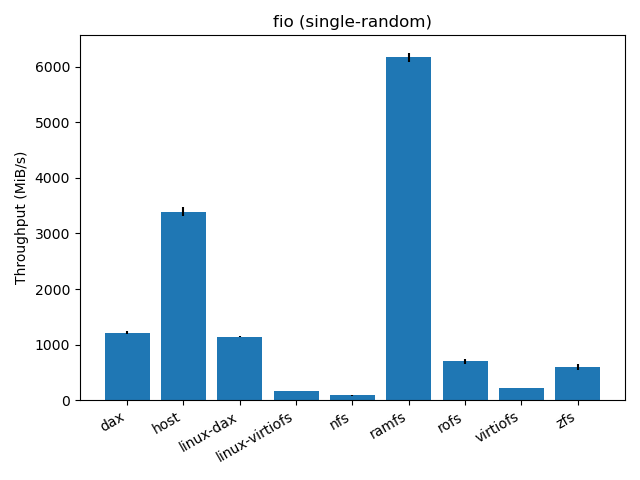 fio (single-random)
Throughput (MiB/s)
6000
5000
4000
3000
2000
1000
0
dax
host
linux-dax
linux-virtiofs
nfs
ramfs
rofs
virtiofs
zfs